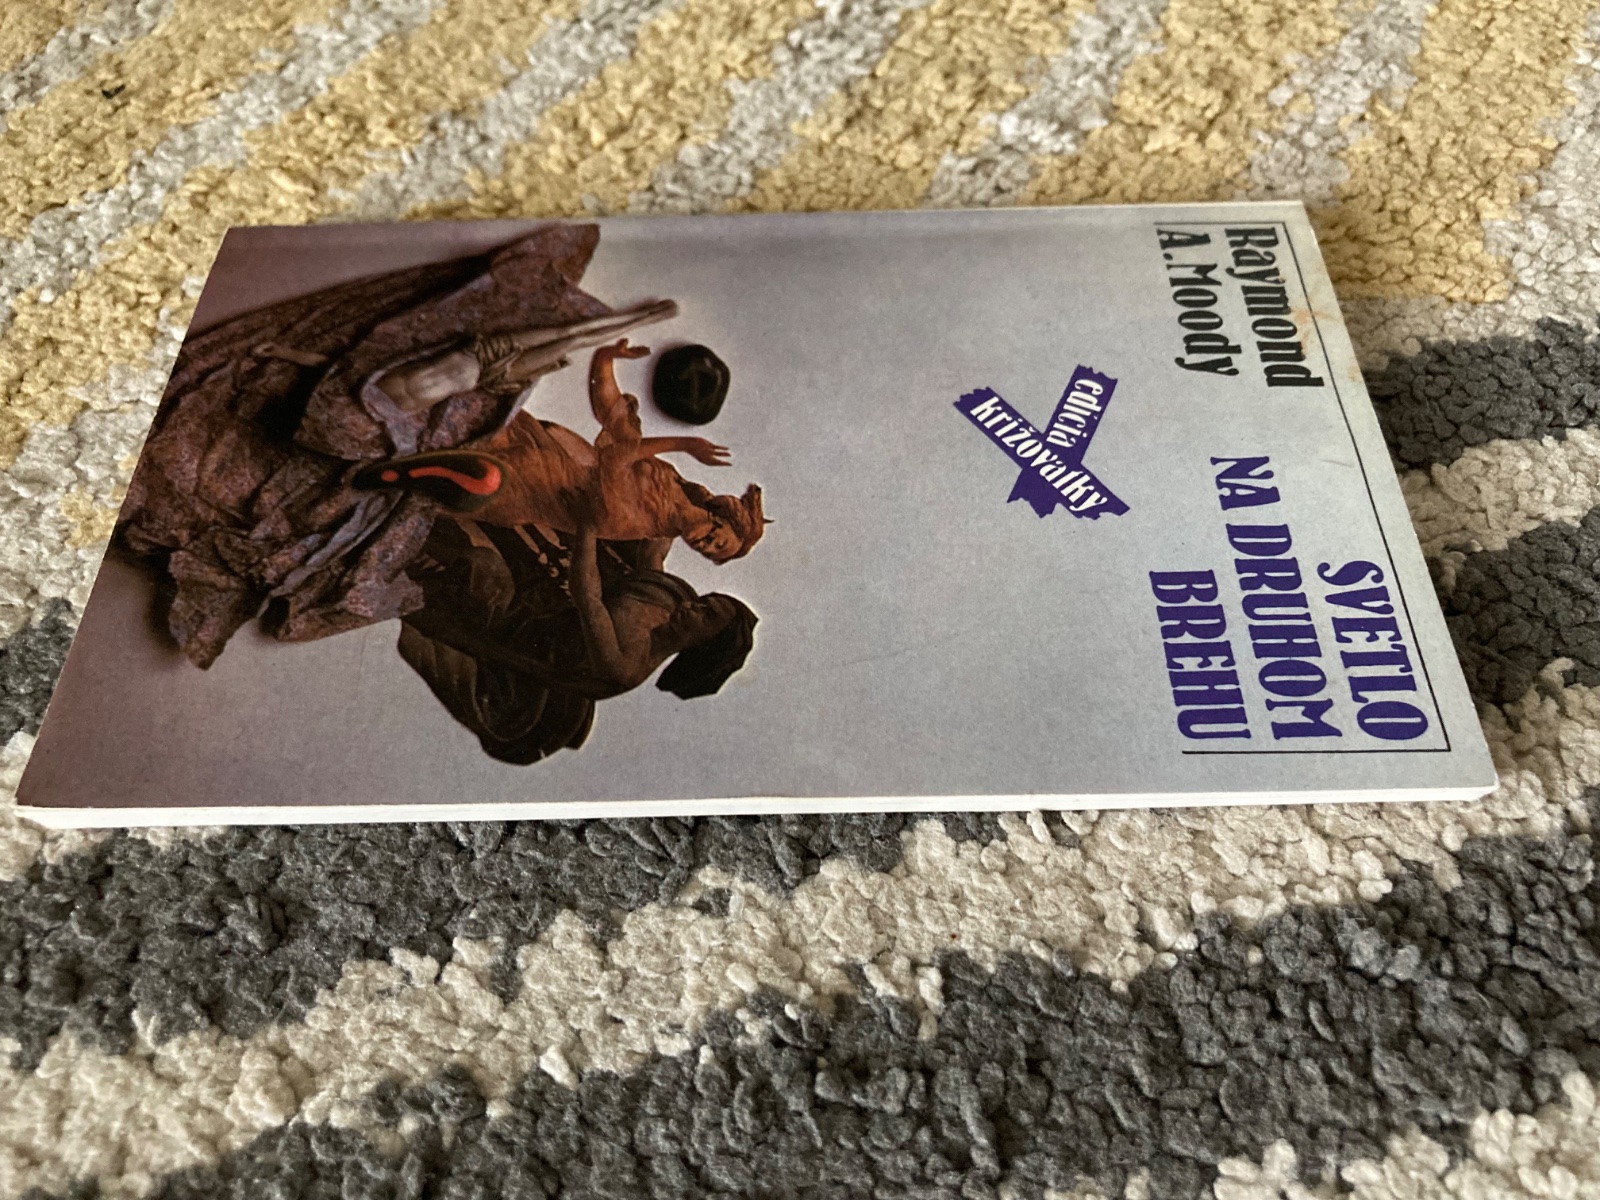 Raymond
A. Moody
SVETLO
NA DRUHOM
BREHU
edícia
križovatky